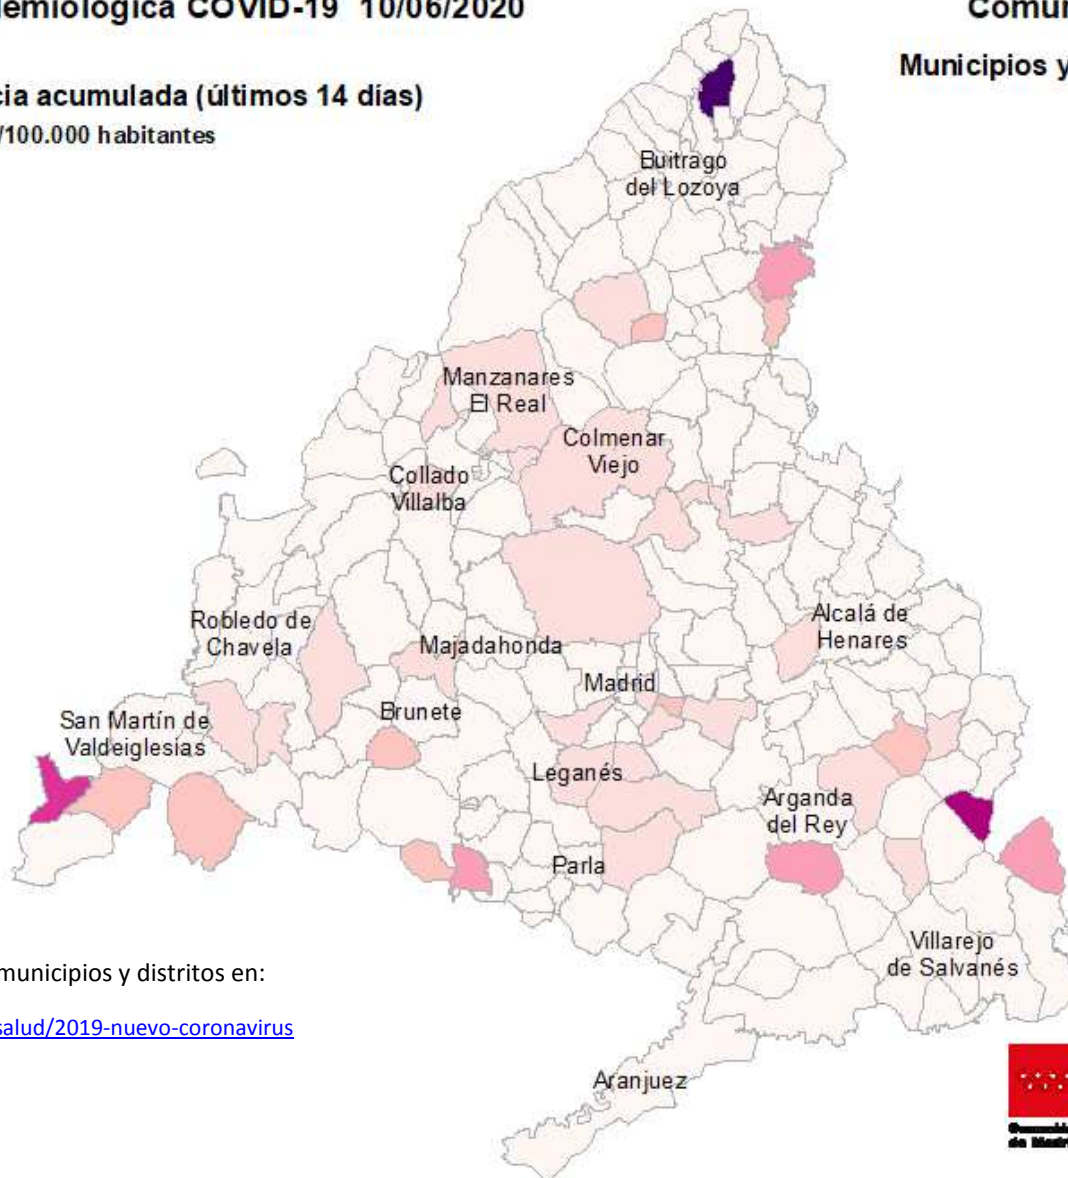 emiológica COVID-19 10/06/2020
Comun
Municipios y
cia acumulada (últimos 14 días)
/100.000 habitantes
Buitrago
del Lozoya
Manzanares
El Real
Colmenar
Viejo
Collado
Villalba
Robledo de
Chavela
Majadahonda
Alcalá de
Henares
Madrid
San Martín de
Valdeiglesias
Brunete
Leganés
Arganda
del Rey
Parla
Villarejo
de Salvanés
municipios y distritos en:
salud/2019-nuevo-coronavirus
Aranjuez